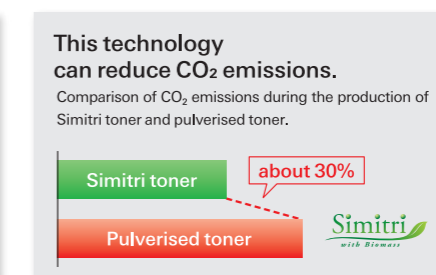 This technology
can reduce CO₂ emissions.
Comparison of CO₂ emissions during the production of
Simitri toner and pulverised toner.
Simitri toner
about 30%
Pulverised toner
Simitri
with Biomass